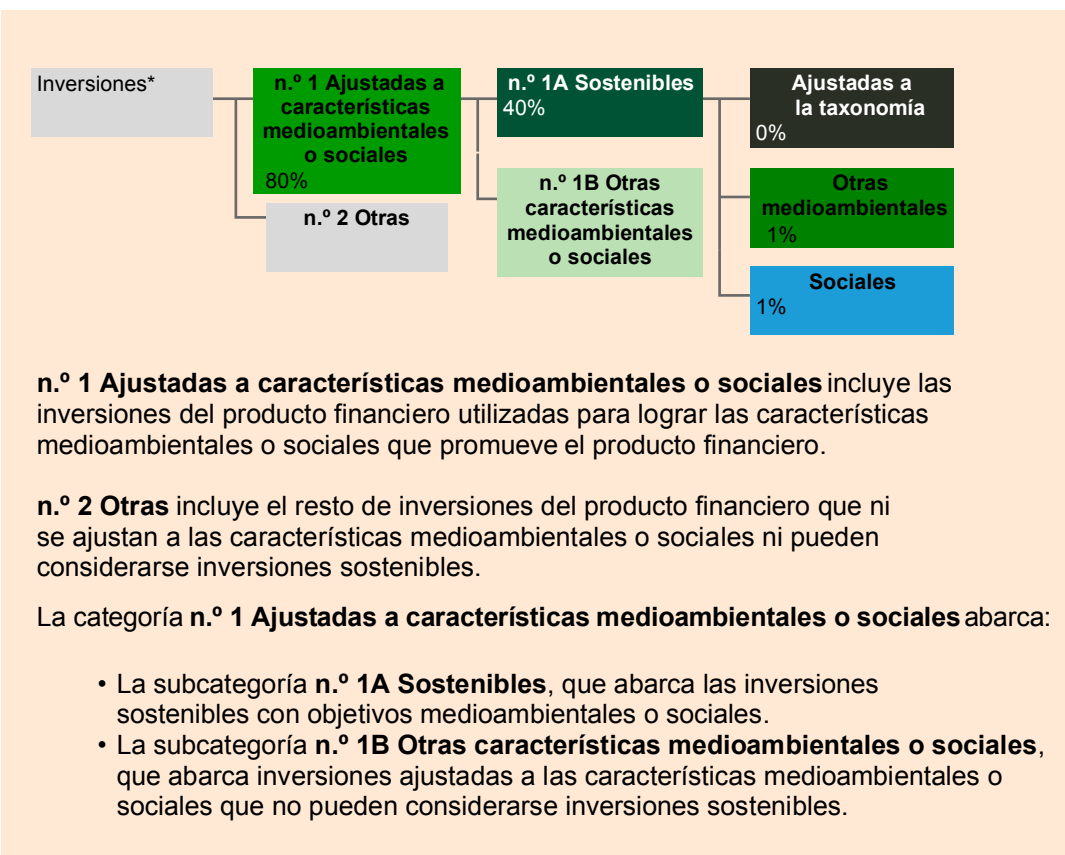 Inversiones*
n.º 1 Ajustadas a
características
medioambientales
o sociales
80%
n.º 2 Otras
n.º 1A Sostenibles
40%
n.º 1B Otras
características
medioambientales
o sociales
Ajustadas a
la taxonomía
0%
Otras
medioambientales
1%
Sociales
1%
n.º 1 Ajustadas a características medioambientales o sociales incluye las
inversiones del producto financiero utilizadas para lograr las características
medioambientales o sociales que promueve el producto financiero.
n.º 2 Otras incluye el resto de inversiones del producto financiero que ni
se ajustan a las características medioambientales o sociales ni pueden
considerarse inversiones sostenibles.
La categoría n.º 1 Ajustadas a características medioambientales o sociales abarca:
• La subcategoría n.º 1A Sostenibles, que abarca las inversiones
sostenibles con objetivos medioambientales o sociales.
• La subcategoría n.º 1B Otras características medioambientales o sociales,
que abarca inversiones ajustadas a las características medioambientales o
sociales que no pueden considerarse inversiones sostenibles.